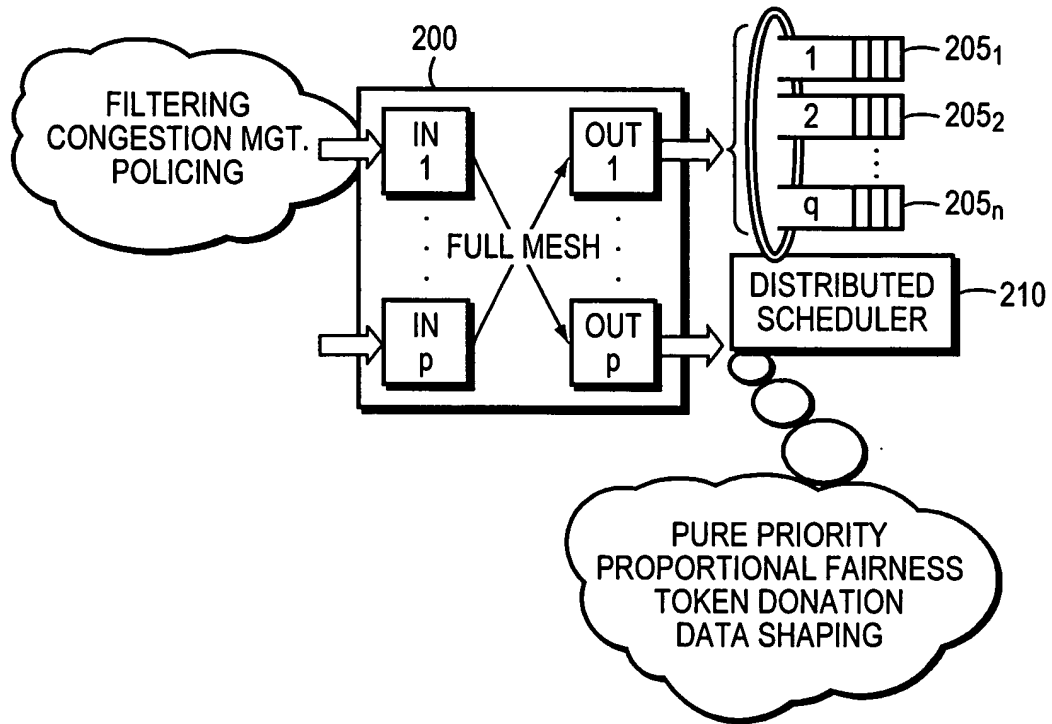 200
FILTERING
CONGESTION MGT.
POLICING
IN
1
OUT
1
FULL MESH
IN
p
OUT
p
1
205₁
2
205₂
q
205ₙ
DISTRIBUTED
SCHEDULER
210
PURE PRIORITY
PROPORTIONAL FAIRNESS
TOKEN DONATION
DATA SHAPING